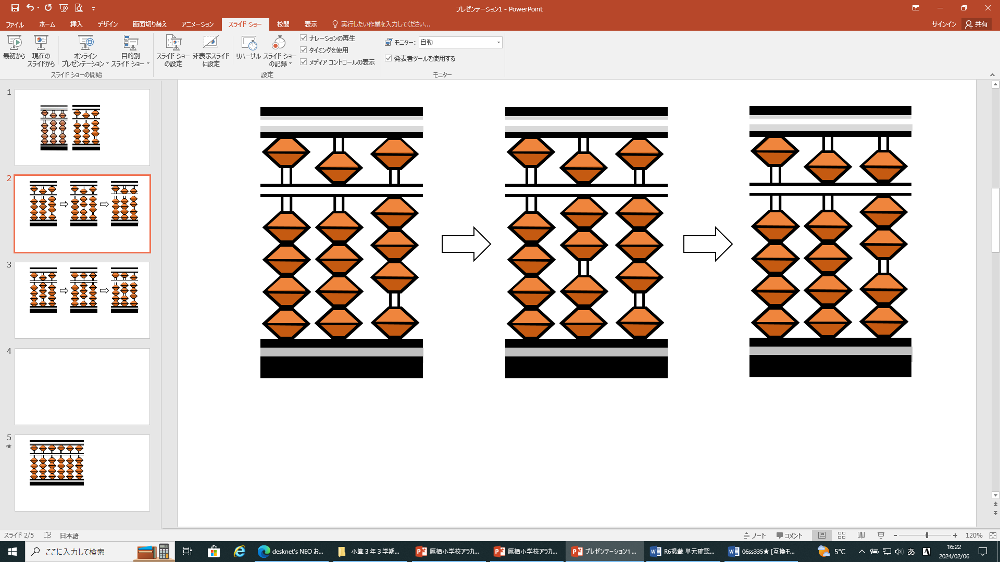 プレゼンテーション1 - PowerPoint
ファイル ホーム 挿入 デザイン 画面切り替え アニメーション スライド ショー 校閲 表示 実行したい作業を入力してください... サインイン 共有
最初から
現在の
スライドから
オンライン
プレゼンテーション
目的別
スライド ショー
スライド ショーの開始
スライド ショー
の設定
非表示スライド
に設定
リハーサル
スライド ショー
の記録
ナレーションの再生
タイミングを使用
メディア コントロールの表示
設定
モニター: 自動
発表者ツールを使用する
モニター
1
2
3
4
5
スライド 2/5 日本語 ノート コメント 120%
ここに入力して検索 desknet's NEO お... 小算３年３学期... 鷹栖小学校アラカ... 鷹栖小学校アラカ... プレゼンテーション1 ... R6掲載 単元確認... 06ss335★ [互換モ... 5°C あ A 16:22
2024/02/06